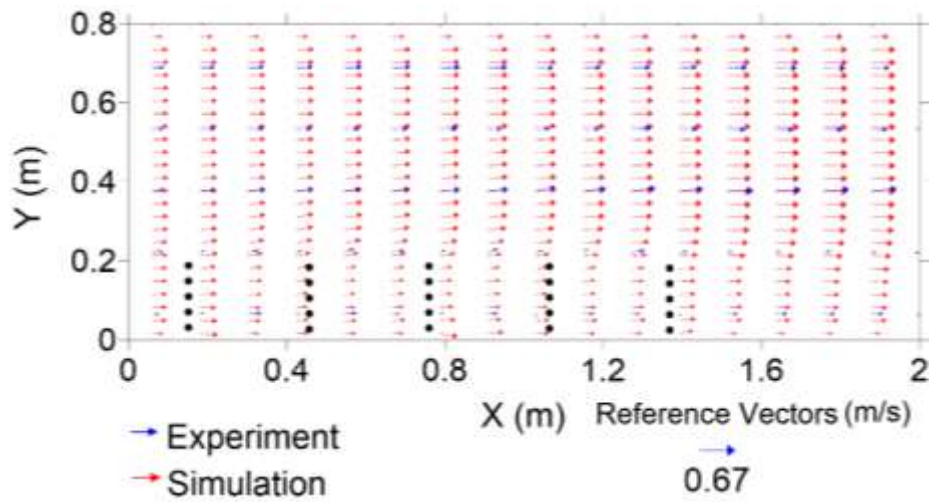 0.8
0.6
0.4
0.2
0
Y (m)
0 0.4 0.8 1.2 1.6 2
X (m)
Reference Vectors (m/s)
Experiment
0.67
Simulation